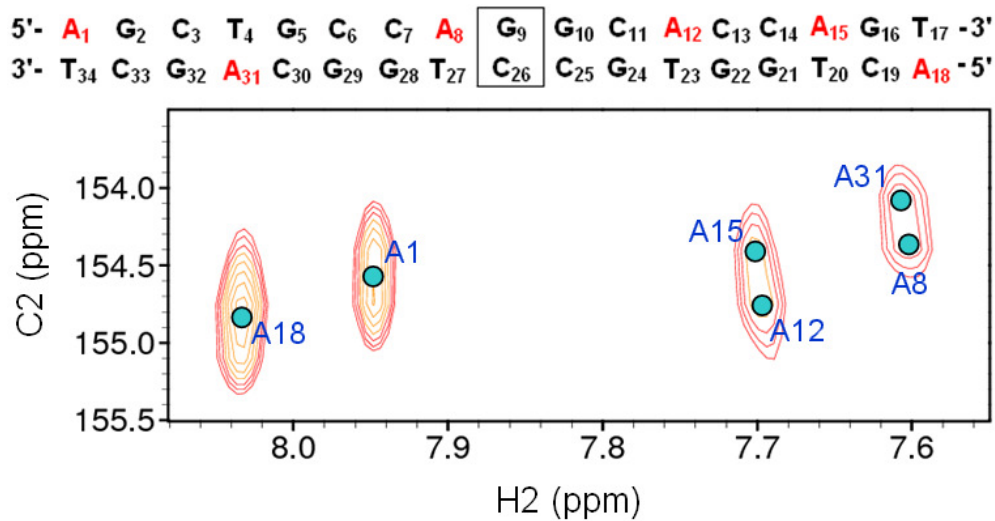 5'- A1 G2 C3 T4 G5 C6 C7 A8 G9 G10 C11 A12 C13 C14 A15 G16 T17 -3'
3'- T34 C33 G32 A31 C30 G29 G28 T27 C26 C25 G24 T23 G22 G21 T20 C19 A18 -5'
C2 (ppm)
154.0
154.5
155.0
155.5
A31
A15
A1
A8
A18
A12
8.0 7.9 7.8 7.7 7.6
H2 (ppm)